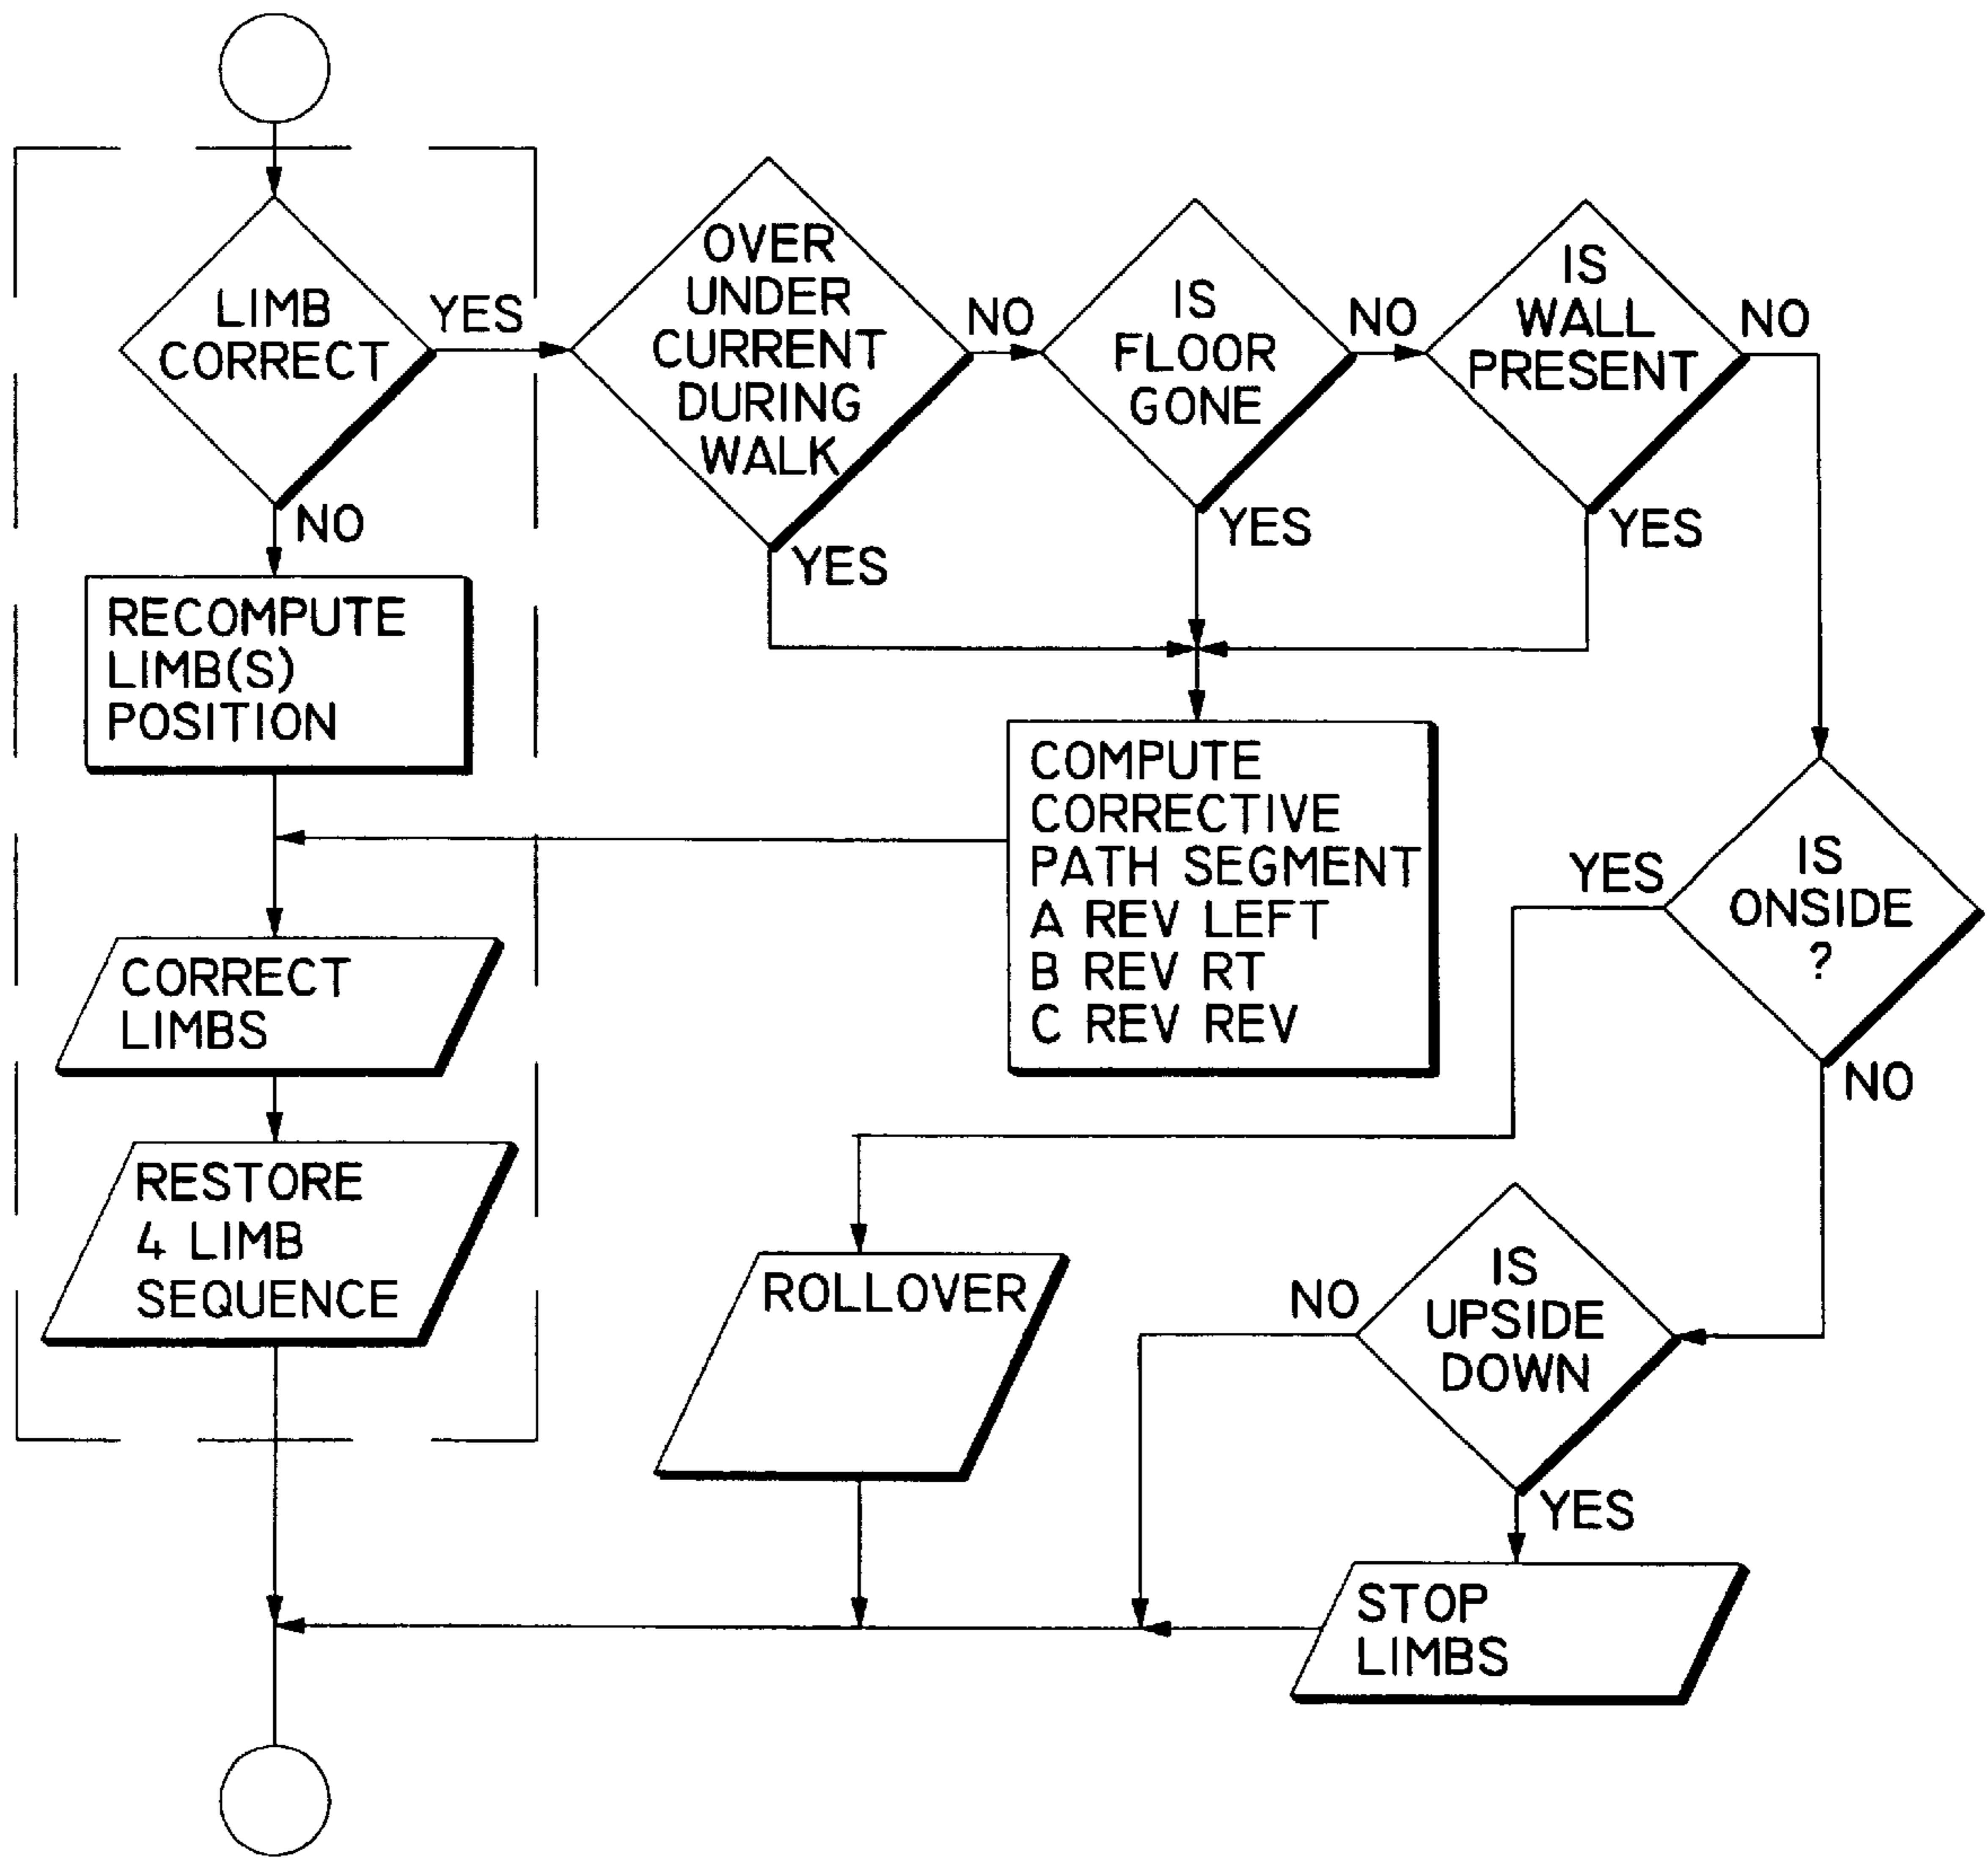 LIMB
CORRECT
YES
NO
OVER
UNDER
CURRENT
DURING
WALK
NO
YES
IS
FLOOR
GONE
NO
YES
IS
WALL
PRESENT
NO
YES
RECOMPUTE
LIMB(S)
POSITION
COMPUTE
CORRECTIVE
PATH SEGMENT
A REV LEFT
B REV RT
C REV REV
YES
IS
ONSIDE
?
NO
CORRECT
LIMBS
RESTORE
4 LIMB
SEQUENCE
ROLLOVER
NO
IS
UPSIDE
DOWN
YES
STOP
LIMBS